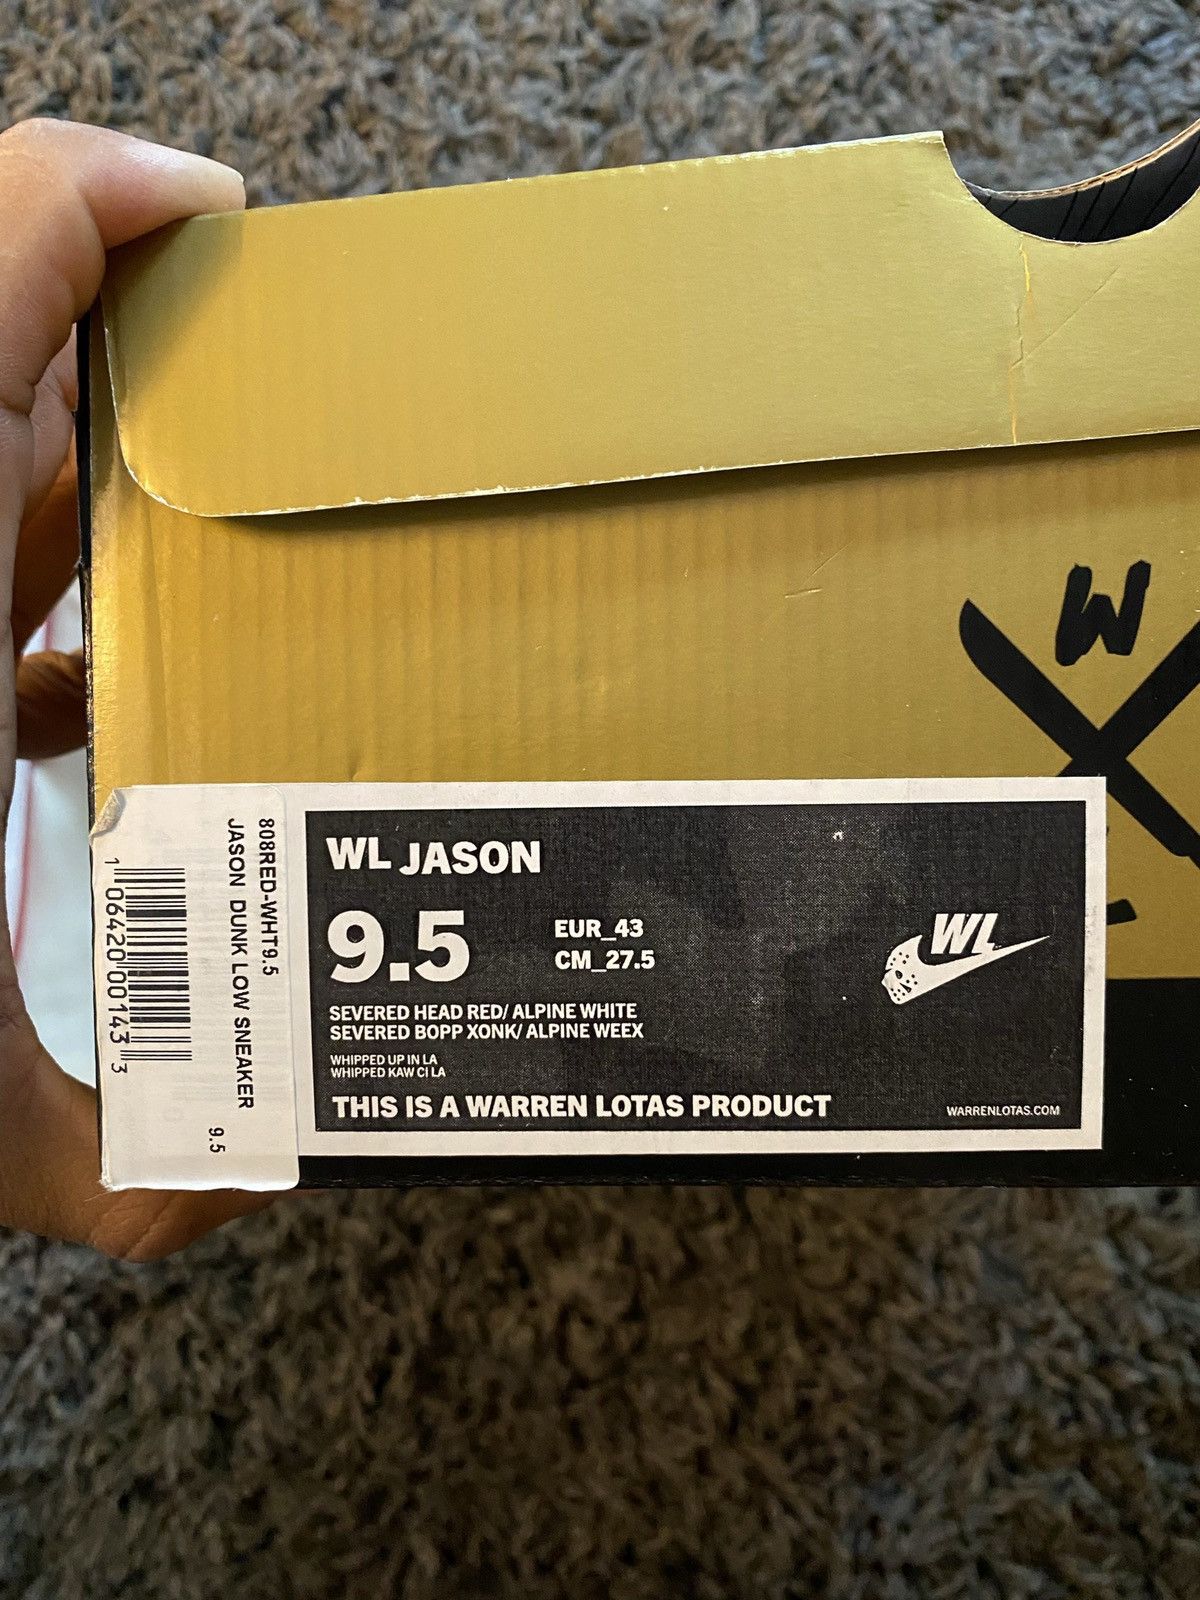 W
WL JASON
9.5
EUR_43
CM_27.5
WL
SEVERED HEAD RED/ ALPINE WHITE
SEVERED BOPP XONK/ ALPINE WEEX
WHIPPED UP IN LA
WHIPPED KAW CI LA
THIS IS A WARREN LOTAS PRODUCT
WARRENLOTAS.COM
808RED-WHT9.5
JASON DUNK LOW SNEAKER
9.5
1 06420 00143 3